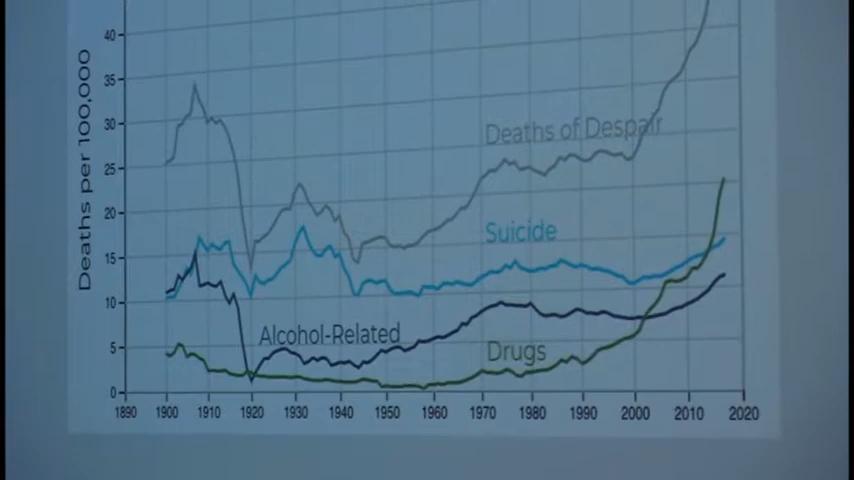 Deaths per 100,000
40
35
30
25
20
15
10
5
0
Deaths of Despair
Suicide
Alcohol-Related
Drugs
1890 1900 1910 1920 1930 1940 1950 1960 1970 1980 1990 2000 2010 2020